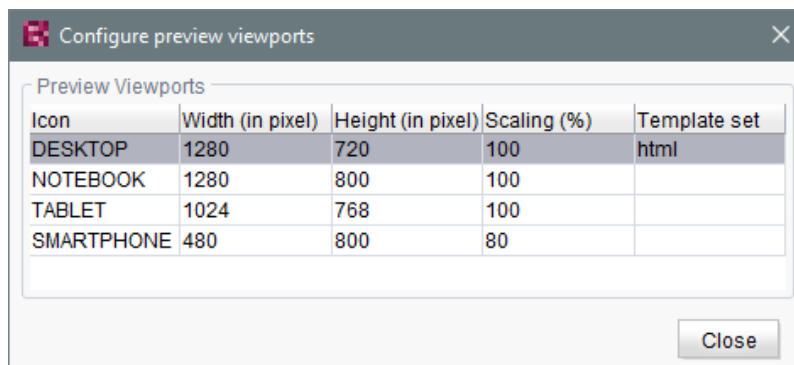 Configure preview viewports
Preview Viewports
Icon Width (in pixel) Height (in pixel) Scaling (%) Template set
DESKTOP 1280 720 100 html
NOTEBOOK 1280 800 100
TABLET 1024 768 100
SMARTPHONE 480 800 80
Close